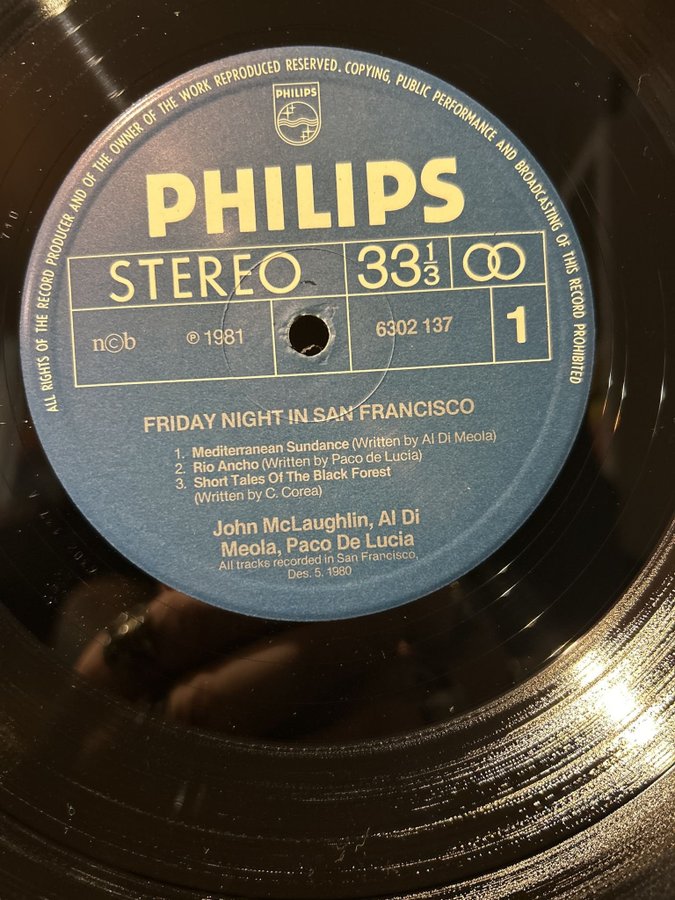 ALL RIGHTS OF THE RECORD PRODUCER AND OF THE OWNER OF THE WORK REPRODUCED RESERVED. COPYING, PUBLIC PERFORMANCE AND BROADCASTING OF THIS RECORD PROHIBITED
PHILIPS
PHILIPS
STEREO 33 1/3
n©b ℗ 1981 6302 137 1
FRIDAY NIGHT IN SAN FRANCISCO
1. Mediterranean Sundance (Written by Al Di Meola)
2. Rio Ancho (Written by Paco de Lucia)
3. Short Tales Of The Black Forest
(Written by C. Corea)
John McLaughlin, Al Di
Meola, Paco De Lucia
All tracks recorded in San Francisco,
Des. 5, 1980